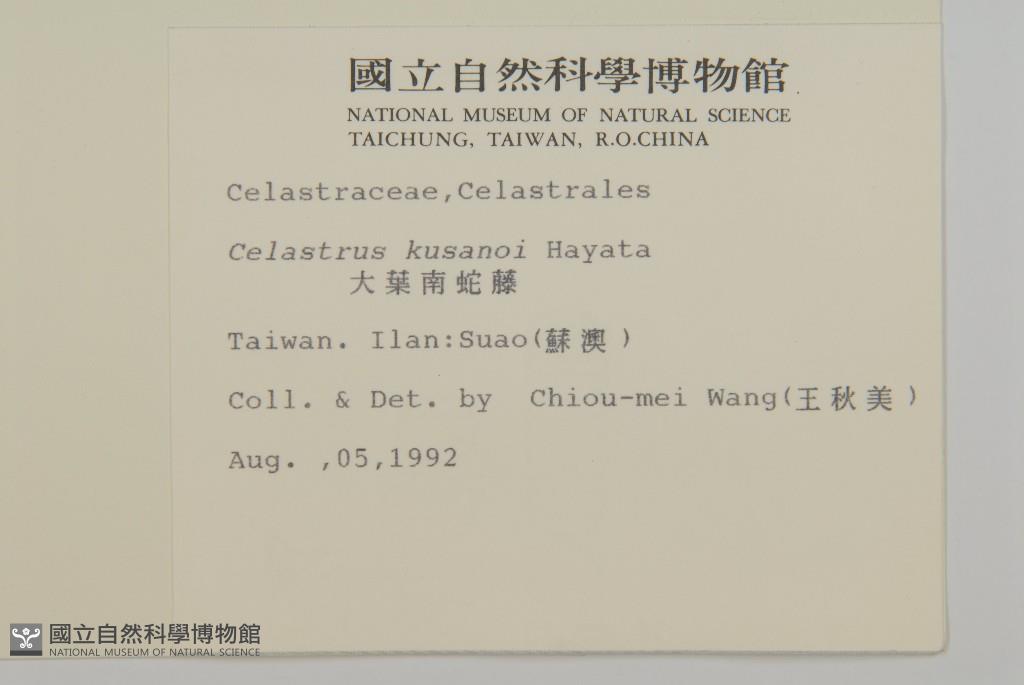 國立自然科學博物館
NATIONAL MUSEUM OF NATURAL SCIENCE
TAICHUNG, TAIWAN, R.O.CHINA
Celastraceae,Celastrales
Celastrus kusanoi Hayata
大葉南蛇藤
Taiwan. Ilan:Suao(蘇澳)
Coll. & Det. by Chiou-mei Wang(王秋美)
Aug. ,05,1992
國立自然科學博物館
NATIONAL MUSEUM OF NATURAL SCIENCE